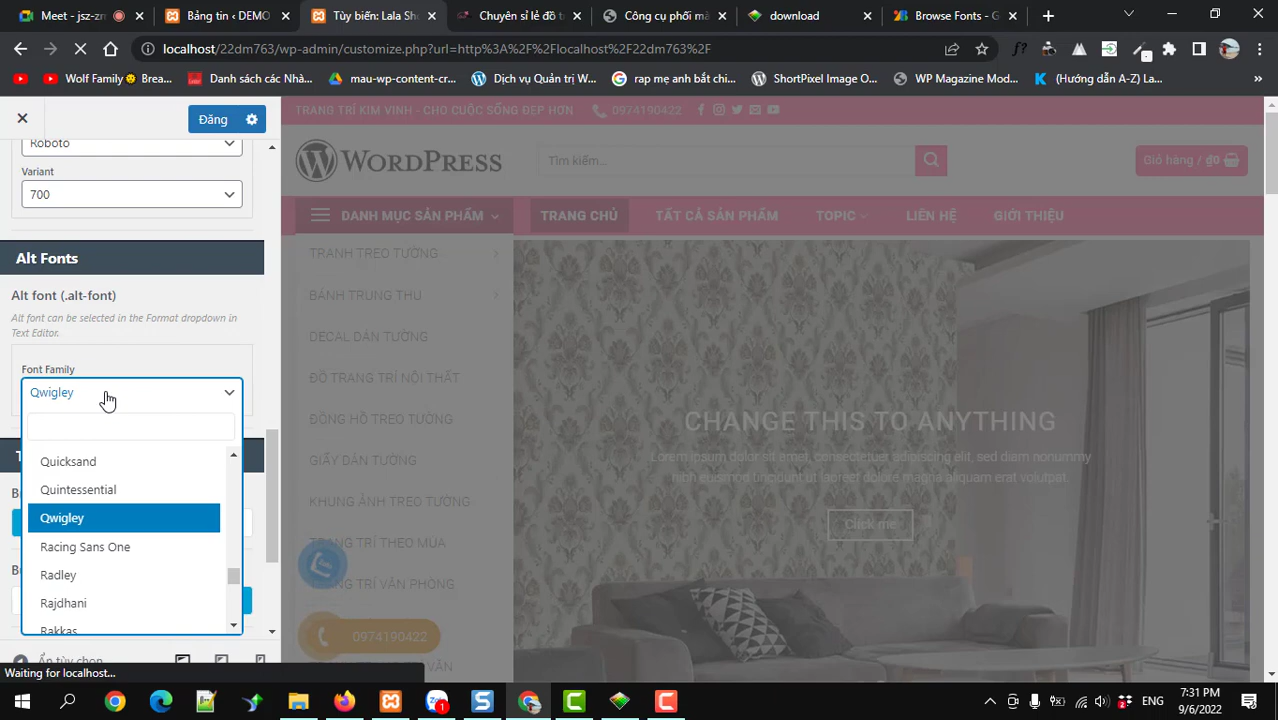 Meet - jsz-zm
Bảng tin ‹ DEMO
Tùy biến: Lala Sh
Chuyên sỉ lẻ đồ t
Công cụ phối m
download
Browse Fonts - G
localhost/22dm763/wp-admin/customize.php?url=http%3A%2F%2Flocalhost%2F22dm763%2F
Wolf Family Brea...
Danh sách các Nhà...
mau-wp-content-cr...
Dịch vụ Quản trị W...
rap mẹ anh bắt chi...
ShortPixel Image O...
WP Magazine Mod...
(Hướng dẫn A-Z) La...
Đăng
Roboto
Variant
700
Alt Fonts
Alt font (.alt-font)
Alt font can be selected in the Format dropdown in
Text Editor.
Font Family
Qwigley
Quicksand
Quintessential
Qwigley
Racing Sans One
Radley
Rajdhani
Rakkas
Ẩn tùy chọn
Waiting for localhost...
TRANG TRÍ KIM VINH - CHO CUỘC SỐNG ĐẸP HƠN
0974190422
WORDPRESS
Tìm kiếm...
Giỏ hàng / ₫0
DANH MỤC SẢN PHẨM
TRANG CHỦ
TẤT CẢ SẢN PHẨM
TOPIC
LIÊN HỆ
GIỚI THIỆU
TRANH TREO TƯỜNG
BÁNH TRUNG THU
DECAL DÁN TƯỜNG
ĐỒ TRANG TRÍ NỘI THẤT
ĐỒNG HỒ TREO TƯỜNG
GIẤY DÁN TƯỜNG
KHUNG ẢNH TREO TƯỜNG
TRANG TRÍ THEO MÙA
TRANG TRÍ VĂN PHÒNG
CHANGE THIS TO ANYTHING
Lorem ipsum dolor sit amet, consectetuer adipiscing elit, sed diam nonummy
nibh euismod tincidunt ut laoreet dolore magna aliquam erat volutpat.
Click me
Zalo
0974190422
ENG
7:31 PM
9/6/2022